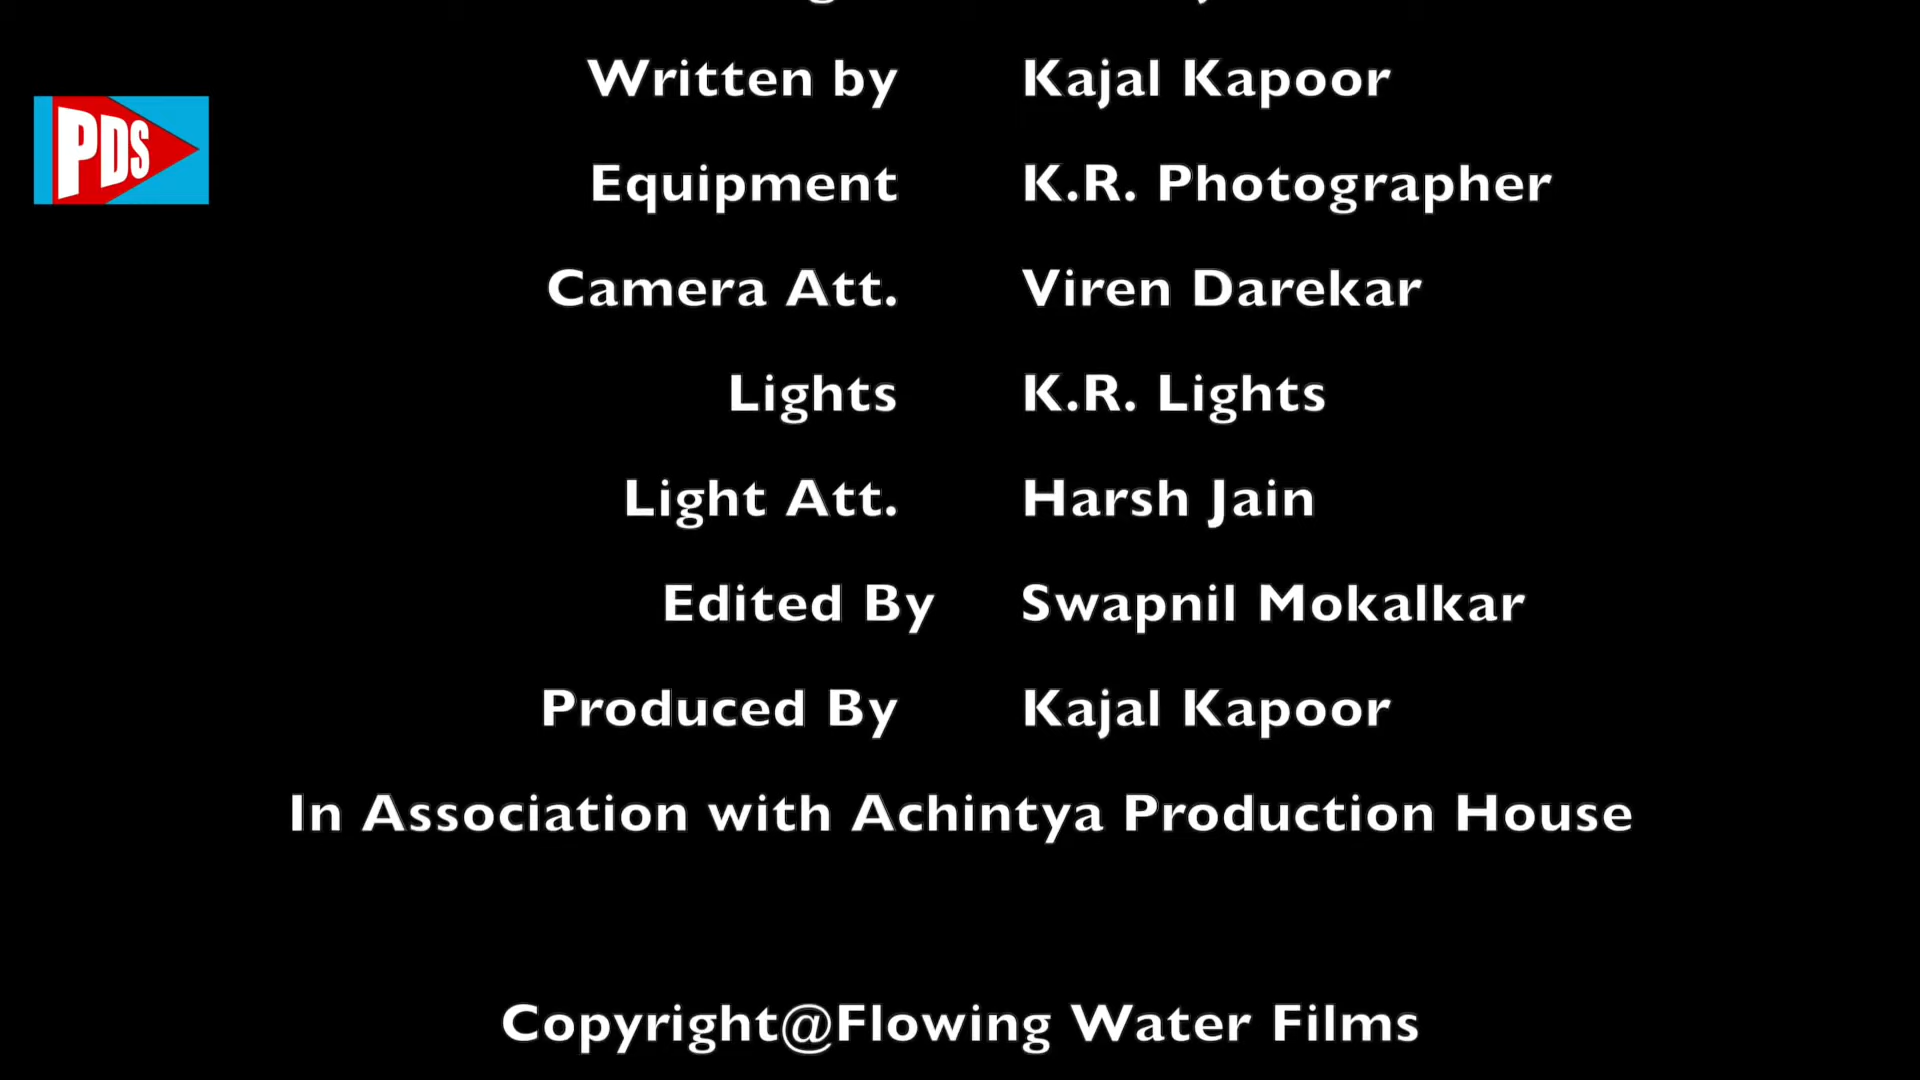 Written by Kajal Kapoor
PDS
Equipment K.R. Photographer
Camera Att. Viren Darekar
Lights K.R. Lights
Light Att. Harsh Jain
Edited By Swapnil Mokalkar
Produced By Kajal Kapoor
In Association with Achintya Production House
Copyright@Flowing Water Films